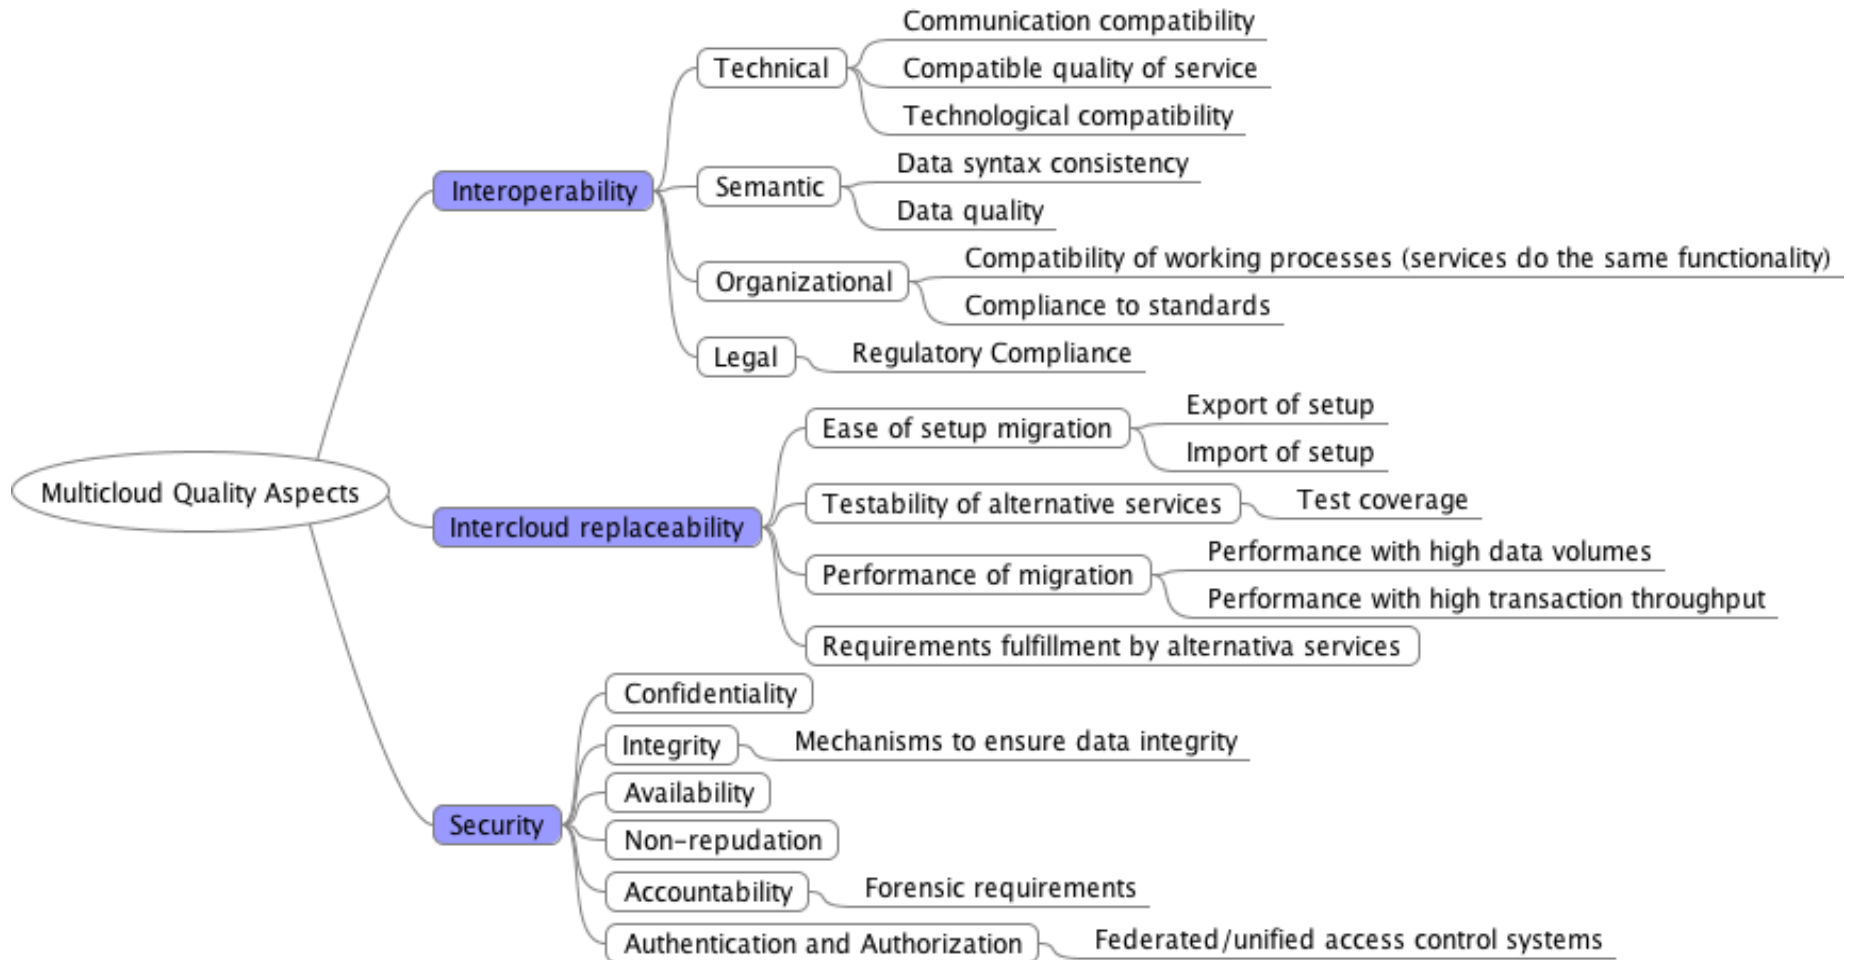 Communication compatibility
Technical
Compatible quality of service
Technological compatibility
Data syntax consistency
Interoperability
Semantic
Data quality
Compatibility of working processes (services do the same functionality)
Organizational
Compliance to standards
Legal
Regulatory Compliance
Export of setup
Ease of setup migration
Import of setup
Multicloud Quality Aspects
Testability of alternative services
Test coverage
Intercloud replaceability
Performance with high data volumes
Performance of migration
Performance with high transaction throughput
Requirements fulfillment by alternativa services
Confidentiality
Integrity
Mechanisms to ensure data integrity
Availability
Security
Non-repudation
Accountability
Forensic requirements
Authentication and Authorization
Federated/unified access control systems